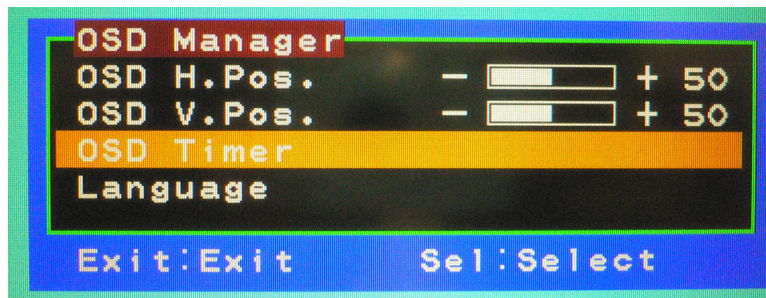 OSD Manager
OSD H.Pos. - + 50
OSD V.Pos. - + 50
OSD Timer
Language
Exit:Exit Sel:Select